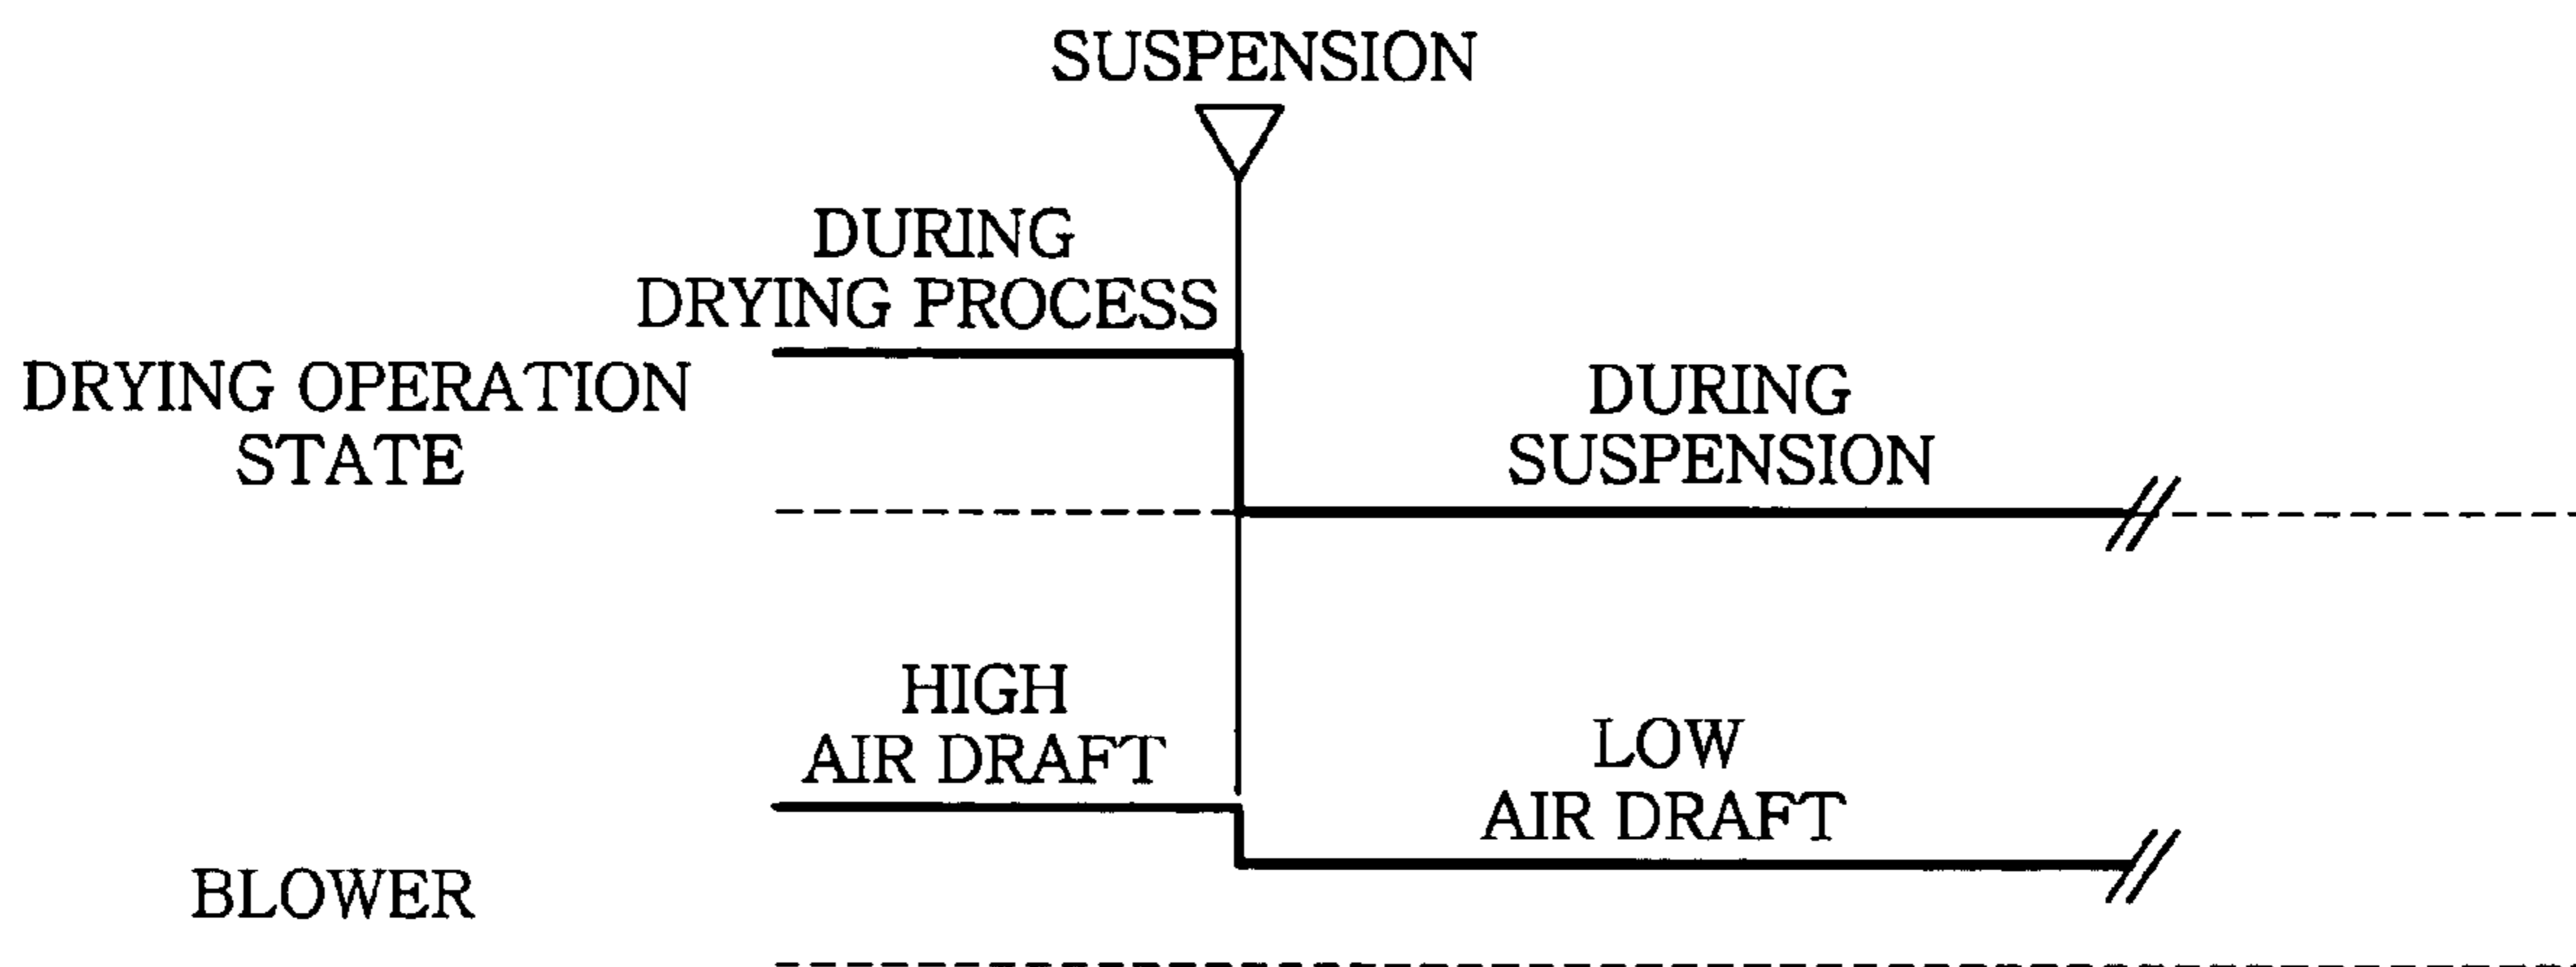 SUSPENSION
DURING
DRYING PROCESS
DRYING OPERATION
STATE
DURING
SUSPENSION
HIGH
AIR DRAFT
LOW
AIR DRAFT
BLOWER